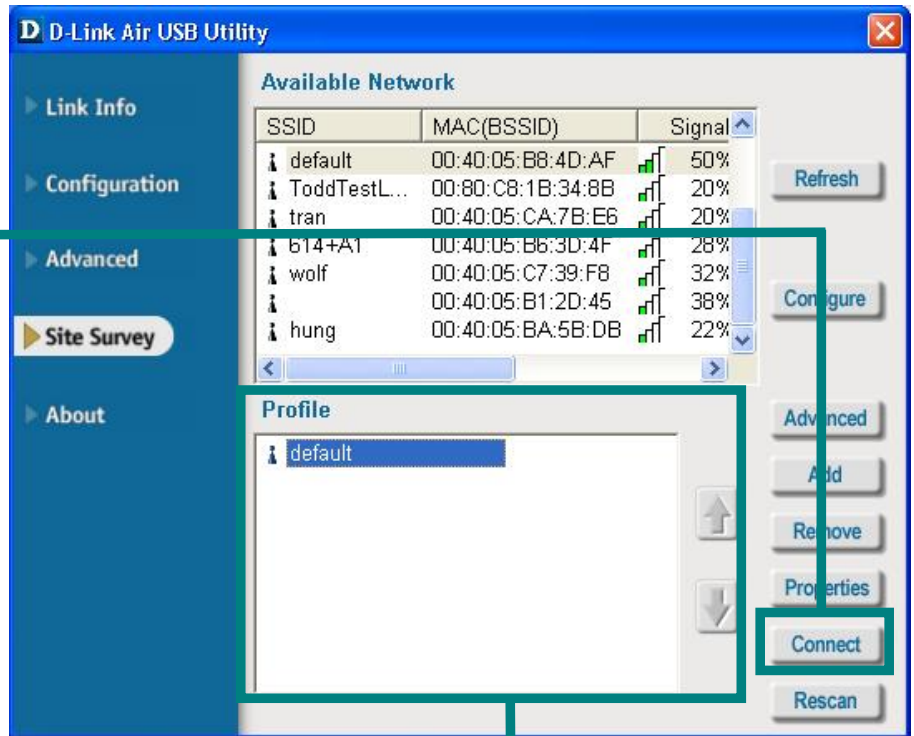 D D-Link Air USB Utility
Link Info
Configuration
Advanced
Site Survey
About
Available Network
SSID MAC(BSSID) Signal
default 00:40:05:B8:4D:AF 50%
ToddTestL... 00:80:C8:1B:34:8B 20%
tran 00:40:05:CA:7B:E6 20%
614+A1 00:40:05:B6:3D:4F 28%
wolf 00:40:05:C7:39:F8 32%
00:40:05:B1:2D:45 38%
hung 00:40:05:BA:5B:DB 22%
Refresh
Configure
Profile
default
Advanced
Add
Remove
Properties
Connect
Rescan